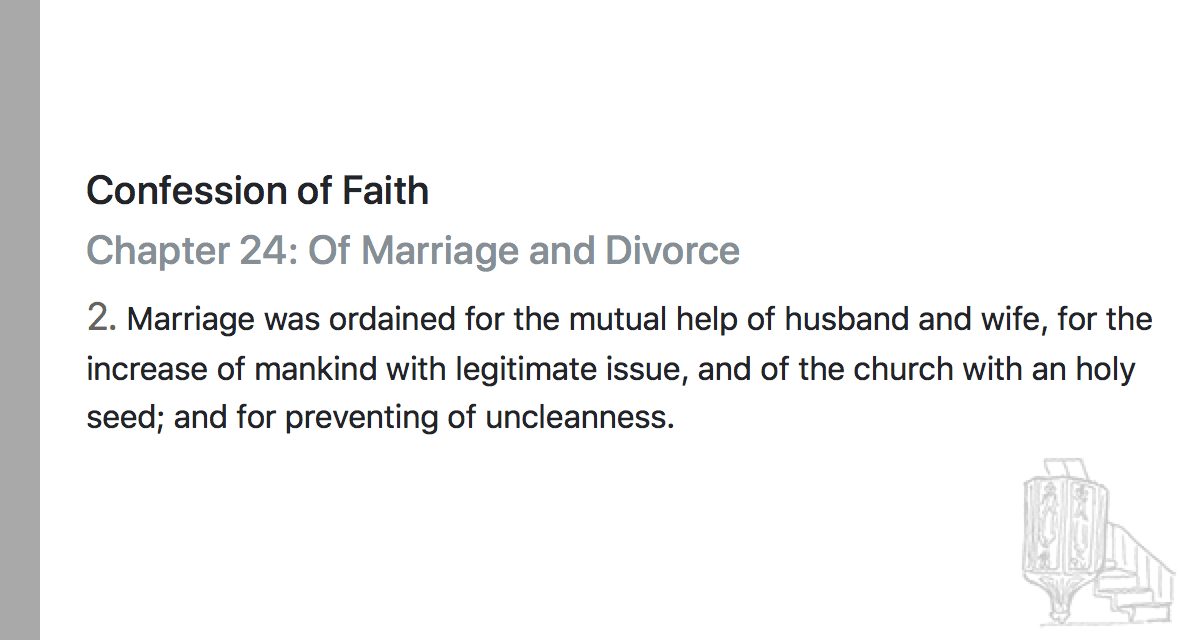 Confession of Faith
Chapter 24: Of Marriage and Divorce
2. Marriage was ordained for the mutual help of husband and wife, for the
increase of mankind with legitimate issue, and of the church with an holy
seed; and for preventing of uncleanness.